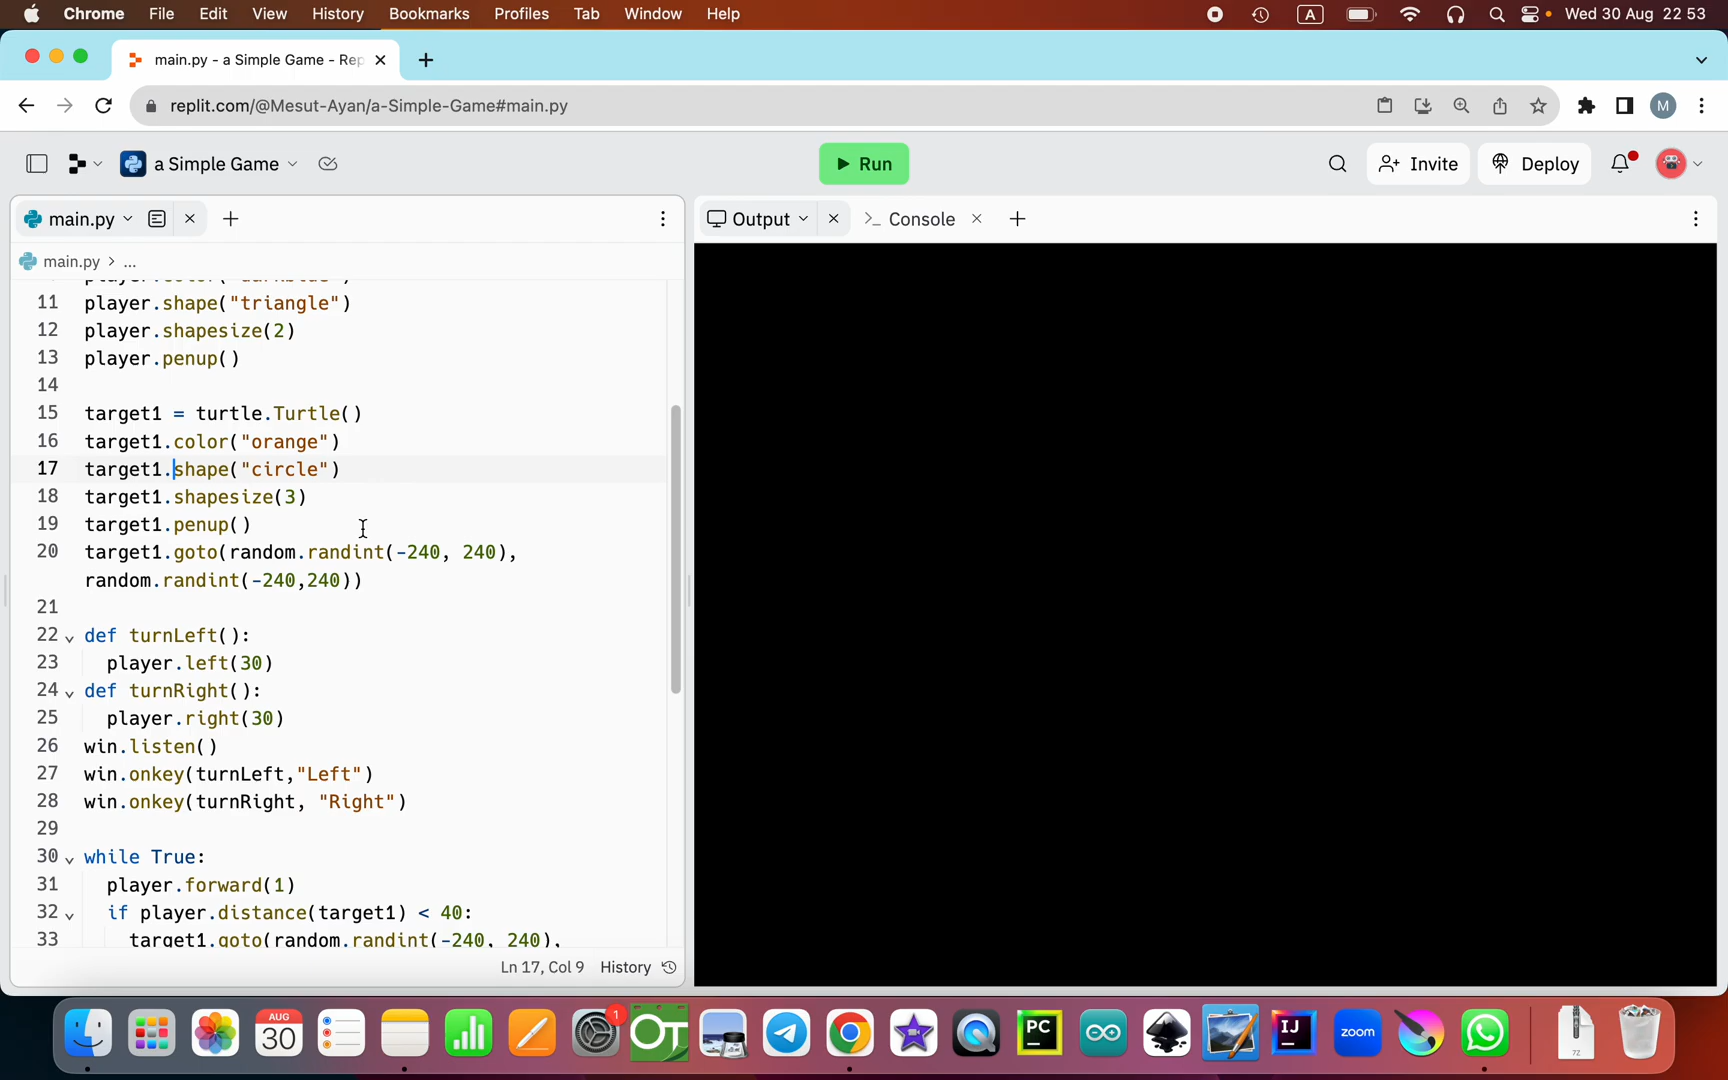 Chrome File Edit View History Bookmarks Profiles Tab Window Help A Wed 30 Aug 22 53
main.py - a Simple Game - Rep
replit.com/@Mesut-Ayan/a-Simple-Game#main.py M
a Simple Game Run Invite Deploy
main.py Output >_ Console
main.py > ...
11 player.shape("triangle")
12 player.shapesize(2)
13 player.penup()
14
15 target1 = turtle.Turtle()
16 target1.color("orange")
17 target1.shape("circle")
18 target1.shapesize(3)
19 target1.penup()
20 target1.goto(random.randint(-240, 240),
random.randint(-240,240))
21
22 def turnLeft():
23 player.left(30)
24 def turnRight():
25 player.right(30)
26 win.listen()
27 win.onkey(turnLeft,"Left")
28 win.onkey(turnRight, "Right")
29
30 while True:
31 player.forward(1)
32 if player.distance(target1) < 40:
33 target1.goto(random.randint(-240, 240),
Ln 17, Col 9 History
AUG
30
1
OT
PC
IJ
zoom
7Z